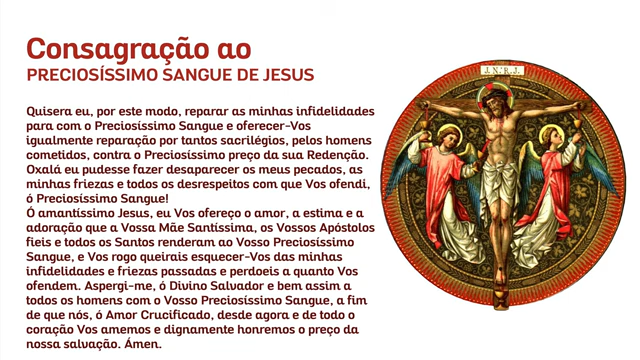 Consagração ao
PRECIOSÍSSIMO SANGUE DE JESUS
Quisera eu, por este modo, reparar as minhas infidelidades
para com o Preciosíssimo Sangue e oferecer-Vos
igualmente reparação por tantos sacrilégios, pelos homens
cometidos, contra o Preciosíssimo preço da sua Redenção.
Oxalá eu pudesse fazer desaparecer os meus pecados, as
minhas friezas e todos os desrespeitos com que Vos ofendi,
ó Preciosíssimo Sangue!
Ó amantíssimo Jesus, eu Vos ofereço o amor, a estima e a
adoração que a Vossa Mãe Santíssima, os Vossos Apóstolos
fieis e todos os Santos renderam ao Vosso Preciosíssimo
Sangue, e Vos rogo queirais esquecer-Vos das minhas
infidelidades e friezas passadas e perdoeis a quanto Vos
ofendem. Aspergi-me, ó Divino Salvador e bem assim a
todos os homens com o Vosso Preciosíssimo Sangue, a fim
de que nós, ó Amor Crucificado, desde agora e de todo o
coração Vos amemos e dignamente honremos o preço da
nossa salvação. Ámen.
J.N.R.J.